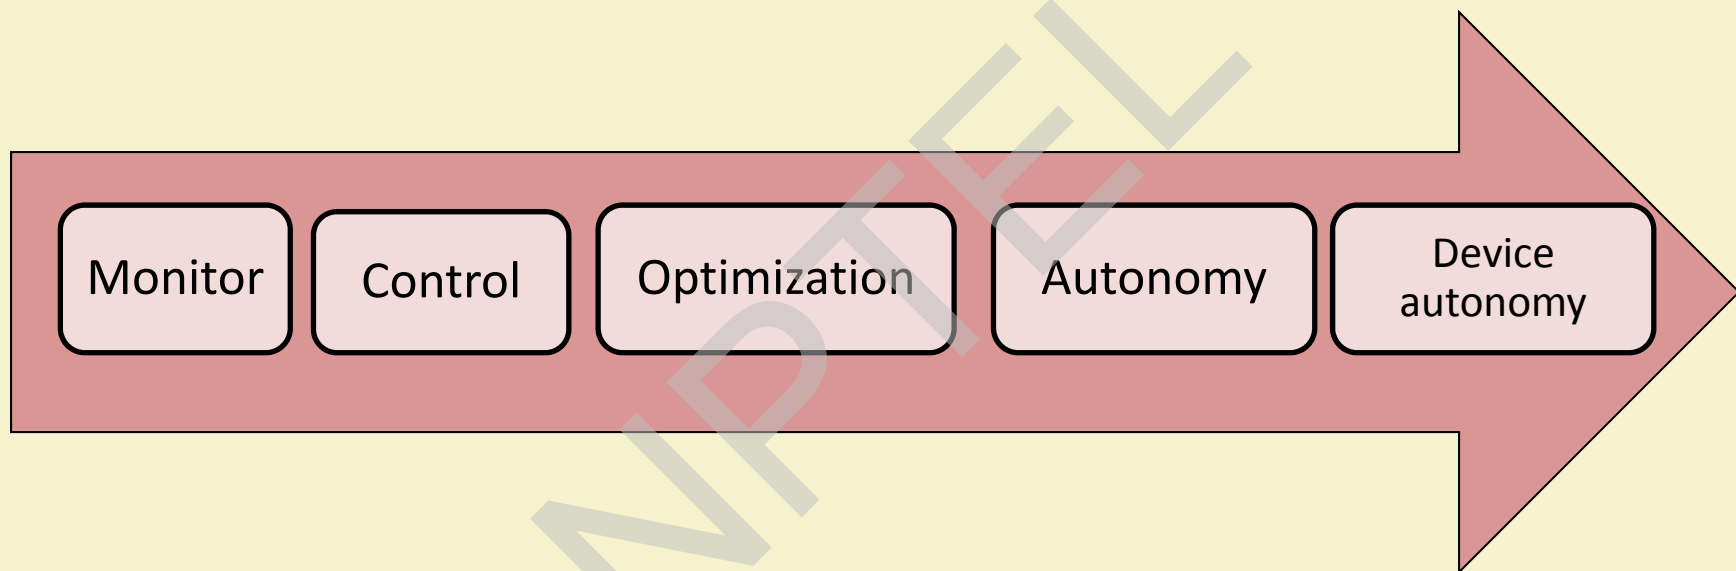 Monitor
Control
Optimization
Autonomy
Device
autonomy
NPTEL